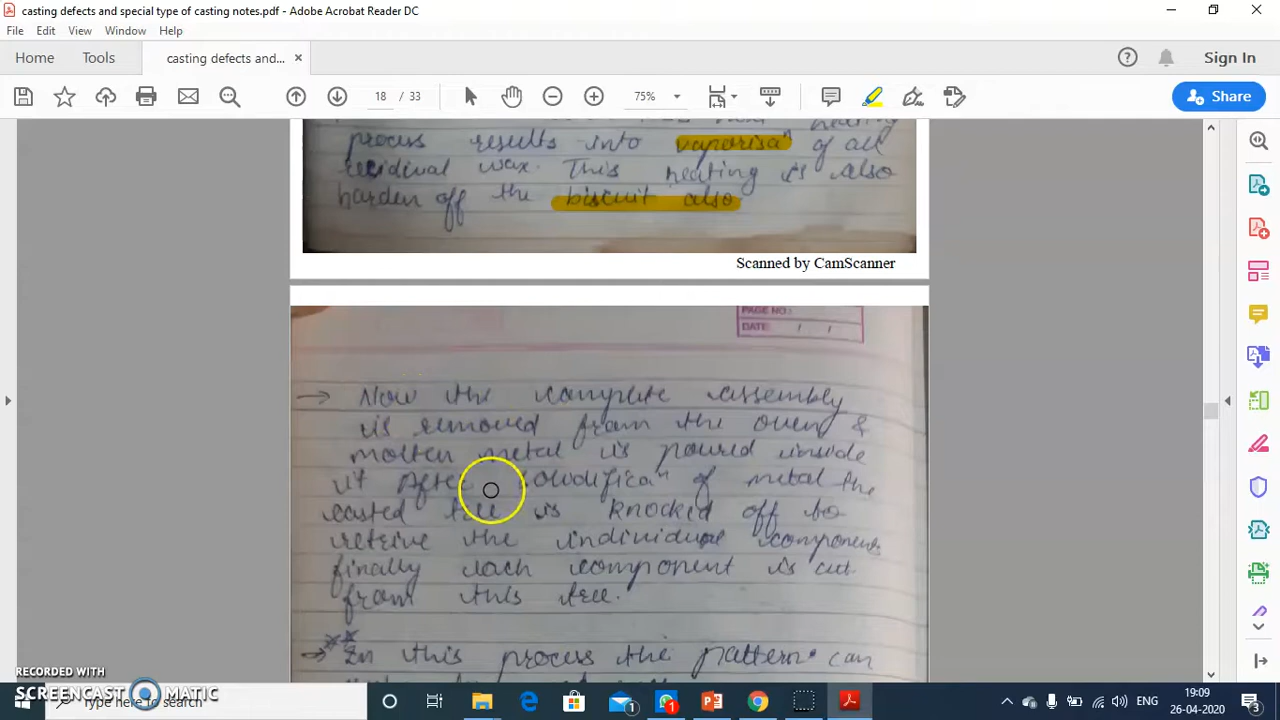 casting defects and special type of casting notes.pdf - Adobe Acrobat Reader DC
File Edit View Window Help
Home Tools casting defects and... ×
18 / 33 75%
Sign In
Share
process results into vaporisaⁿ of all
residual wax. This heating is also
harden off the biscuit also
Scanned by CamScanner
PAGE NO:
DATE: / /
→ Now the complete assembly
is removed from the oven &
molten metal is poured inside
it After solidificaⁿ of metal the
casted tree is knocked off to
retrive the individual components
finally each component is cut
from this tree.
**
→ In this process the pattern can
RECORDED WITH
SCREENCAST MATIC
Type here to search
ENG
19:09
26-04-2020